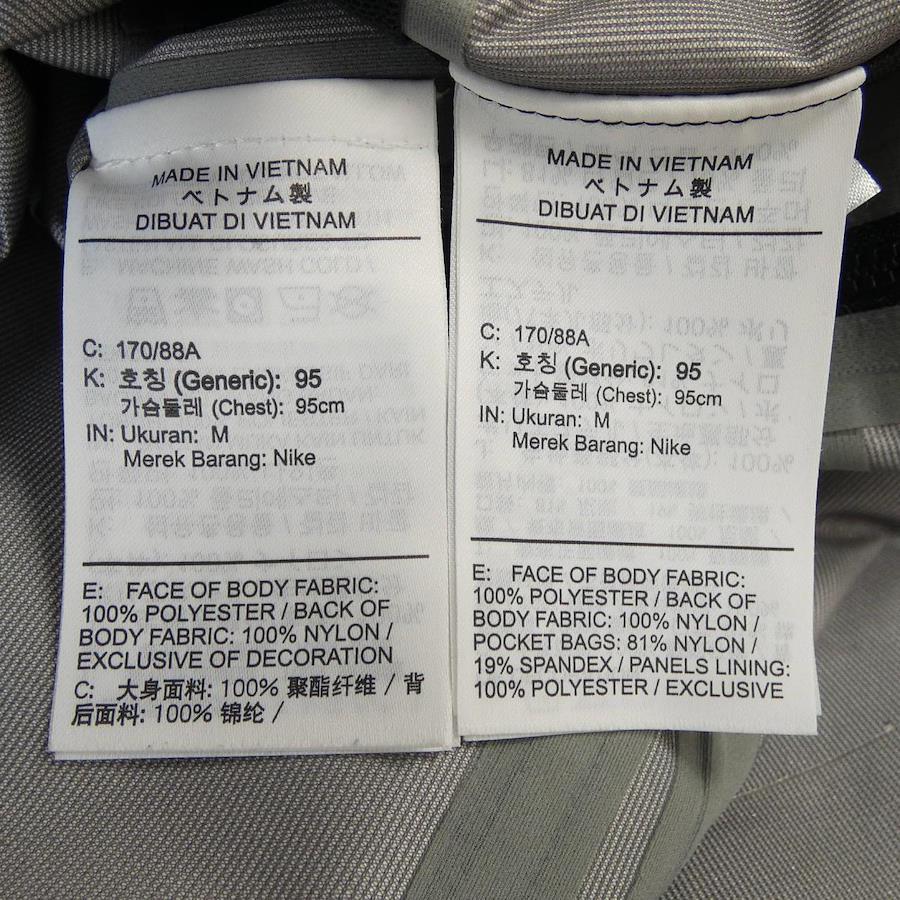 MADE IN VIETNAM
ベトナム製
DIBUAT DI VIETNAM
C: 170/88A
K: 호칭 (Generic): 95
가슴둘레 (Chest): 95cm
IN: Ukuran: M
Merek Barang: Nike
E: FACE OF BODY FABRIC:
100% POLYESTER / BACK OF
BODY FABRIC: 100% NYLON /
EXCLUSIVE OF DECORATION
C: 大身面料: 100% 聚酯纤维 / 背
后面料: 100% 锦纶 /
MADE IN VIETNAM
ベトナム製
DIBUAT DI VIETNAM
C: 170/88A
K: 호칭 (Generic): 95
가슴둘레 (Chest): 95cm
IN: Ukuran: M
Merek Barang: Nike
E: FACE OF BODY FABRIC:
100% POLYESTER / BACK OF
BODY FABRIC: 100% NYLON /
POCKET BAGS: 81% NYLON /
19% SPANDEX / PANELS LINING:
100% POLYESTER / EXCLUSIVE